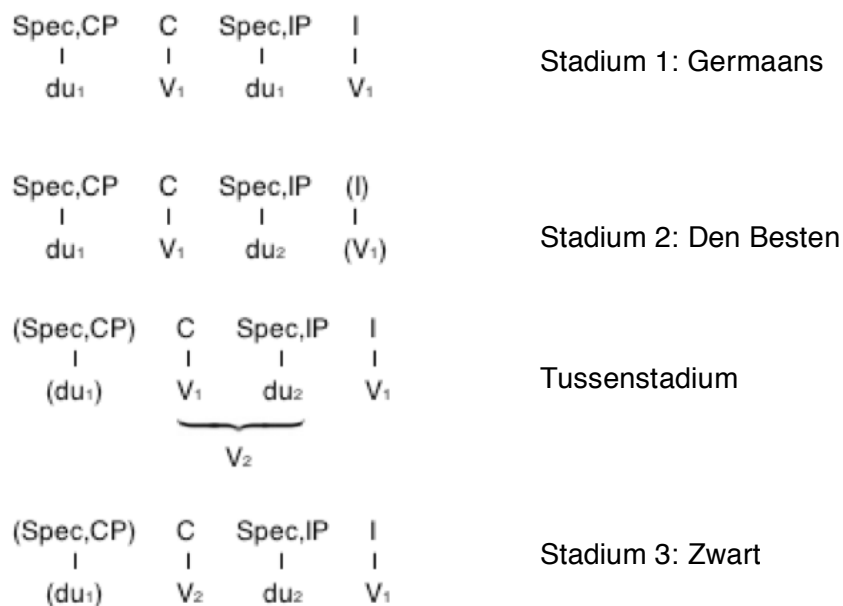 Spec,CP C Spec,IP I
du₁ V₁ du₁ V₁
Stadium 1: Germaans
Spec,CP C Spec,IP (I)
du₁ V₁ du₂ (V₁)
Stadium 2: Den Besten
(Spec,CP) C Spec,IP I
(du₁) V₁ du₂ V₁
V₂
Tussenstadium
(Spec,CP) C Spec,IP I
(du₁) V₂ du₂ V₁
Stadium 3: Zwart